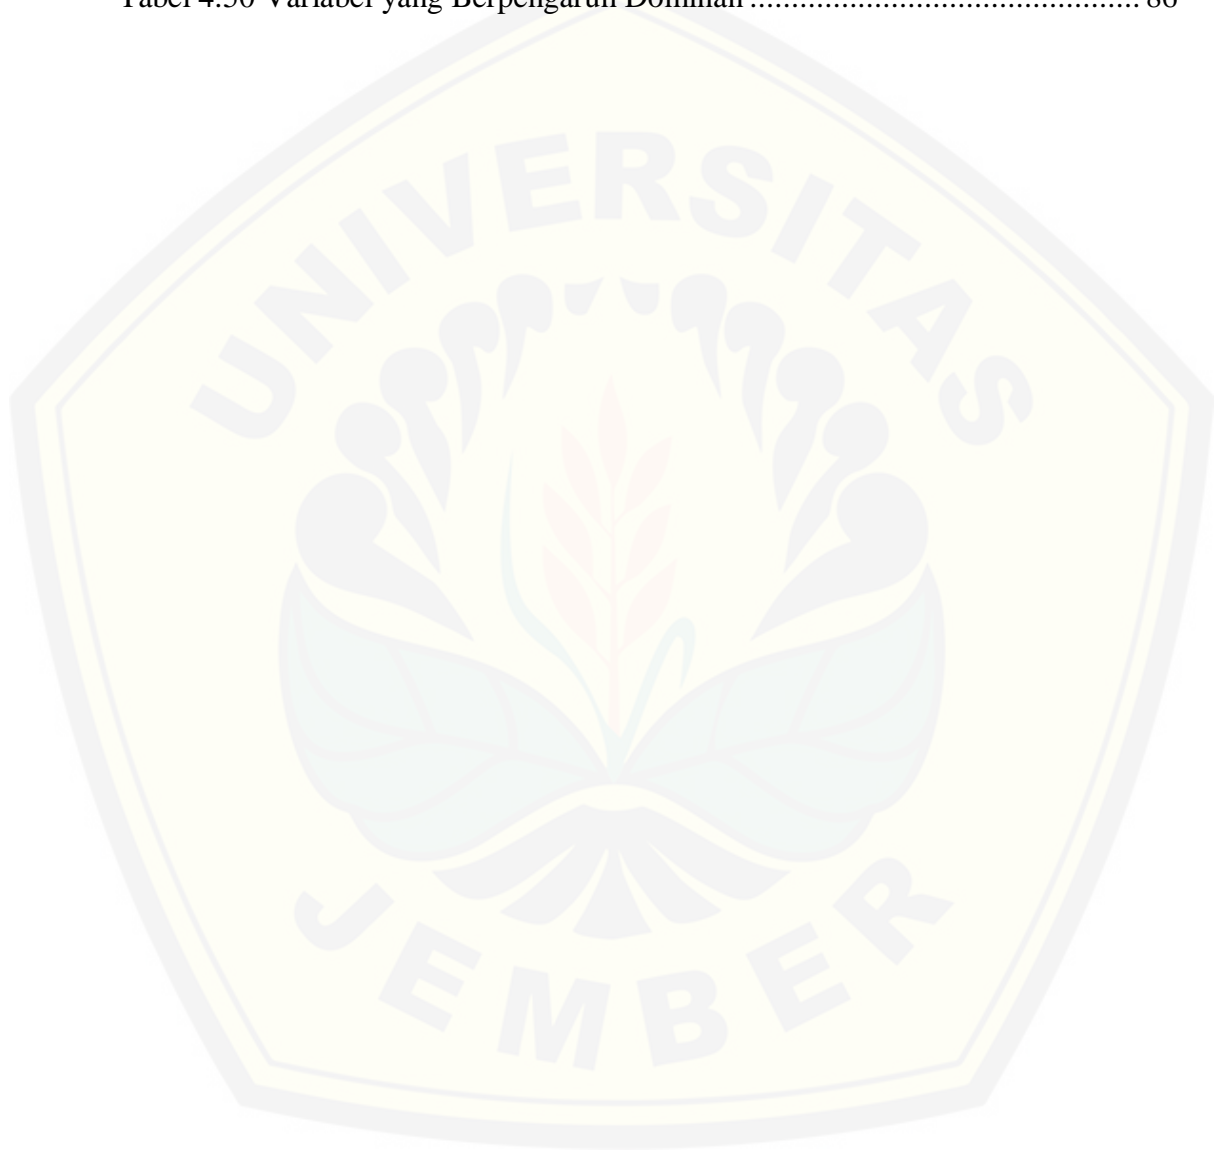 Tabel 4.30 Variabel yang Berpengaruh Dominan ............................................... 86
UNIVERSITAS
JEMBER